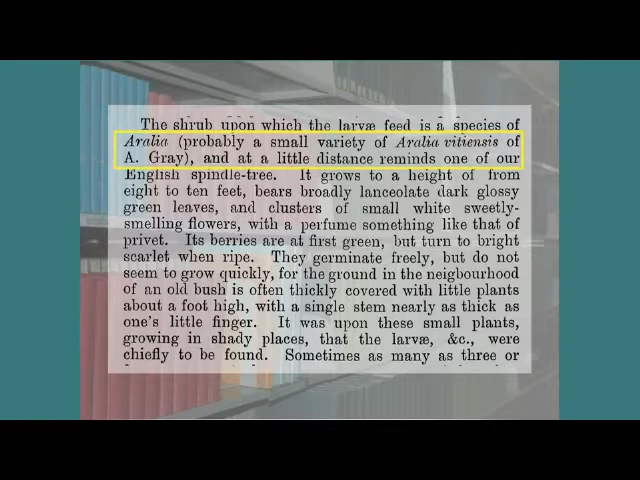 The shrub upon which the larvæ feed is a species of
Aralia (probably a small variety of Aralia vitiensis of
A. Gray), and at a little distance reminds one of our
English spindle-tree. It grows to a height of from
eight to ten feet, bears broadly lanceolate dark glossy
green leaves, and clusters of small white sweetly-
smelling flowers, with a perfume something like that of
privet. Its berries are at first green, but turn to bright
scarlet when ripe. They germinate freely, but do not
seem to grow quickly, for the ground in the neigbourhood
of an old bush is often thickly covered with little plants
about a foot high, with a single stem nearly as thick as
one's little finger. It was upon these small plants,
growing in shady places, that the larvæ, &c., were
chiefly to be found. Sometimes as many as three or